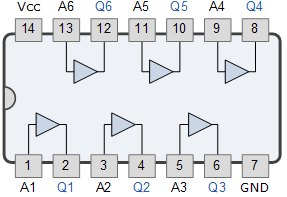 Vcc A6 Q6 A5 Q5 A4 Q4
14 13 12 11 10 9 8
1 2 3 4 5 6 7
A1 Q1 A2 Q2 A3 Q3 GND